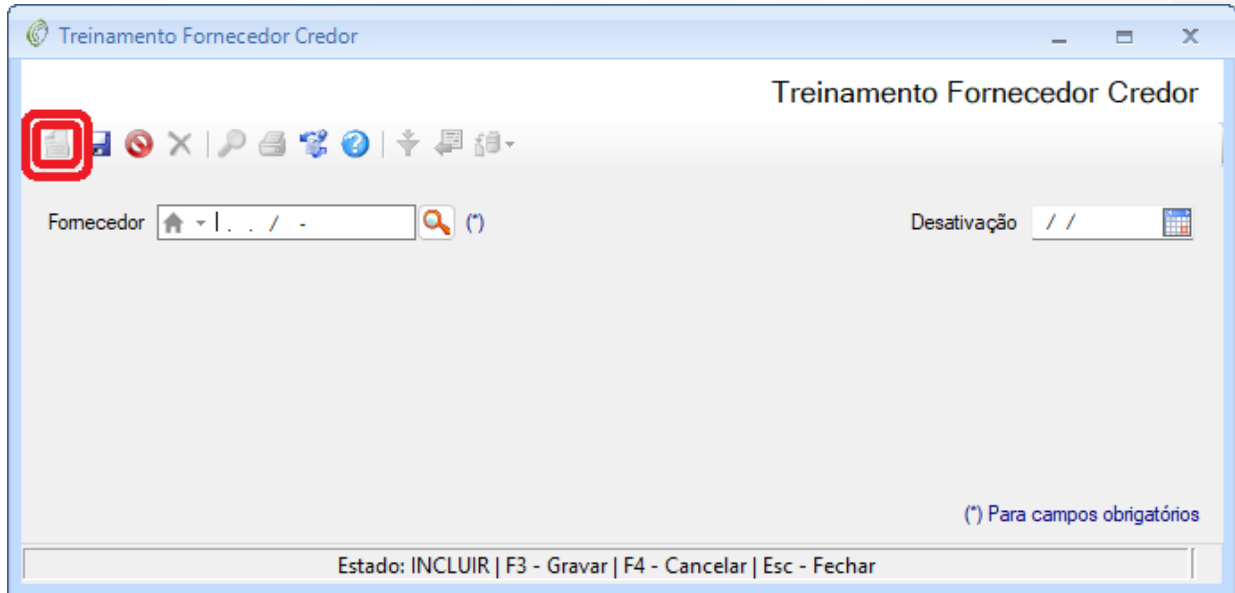 Treinamento Fornecedor Credor
Treinamento Fornecedor Credor
Fornecedor . . / - (*) Desativação / /
(*) Para campos obrigatórios
Estado: INCLUIR | F3 - Gravar | F4 - Cancelar | Esc - Fechar